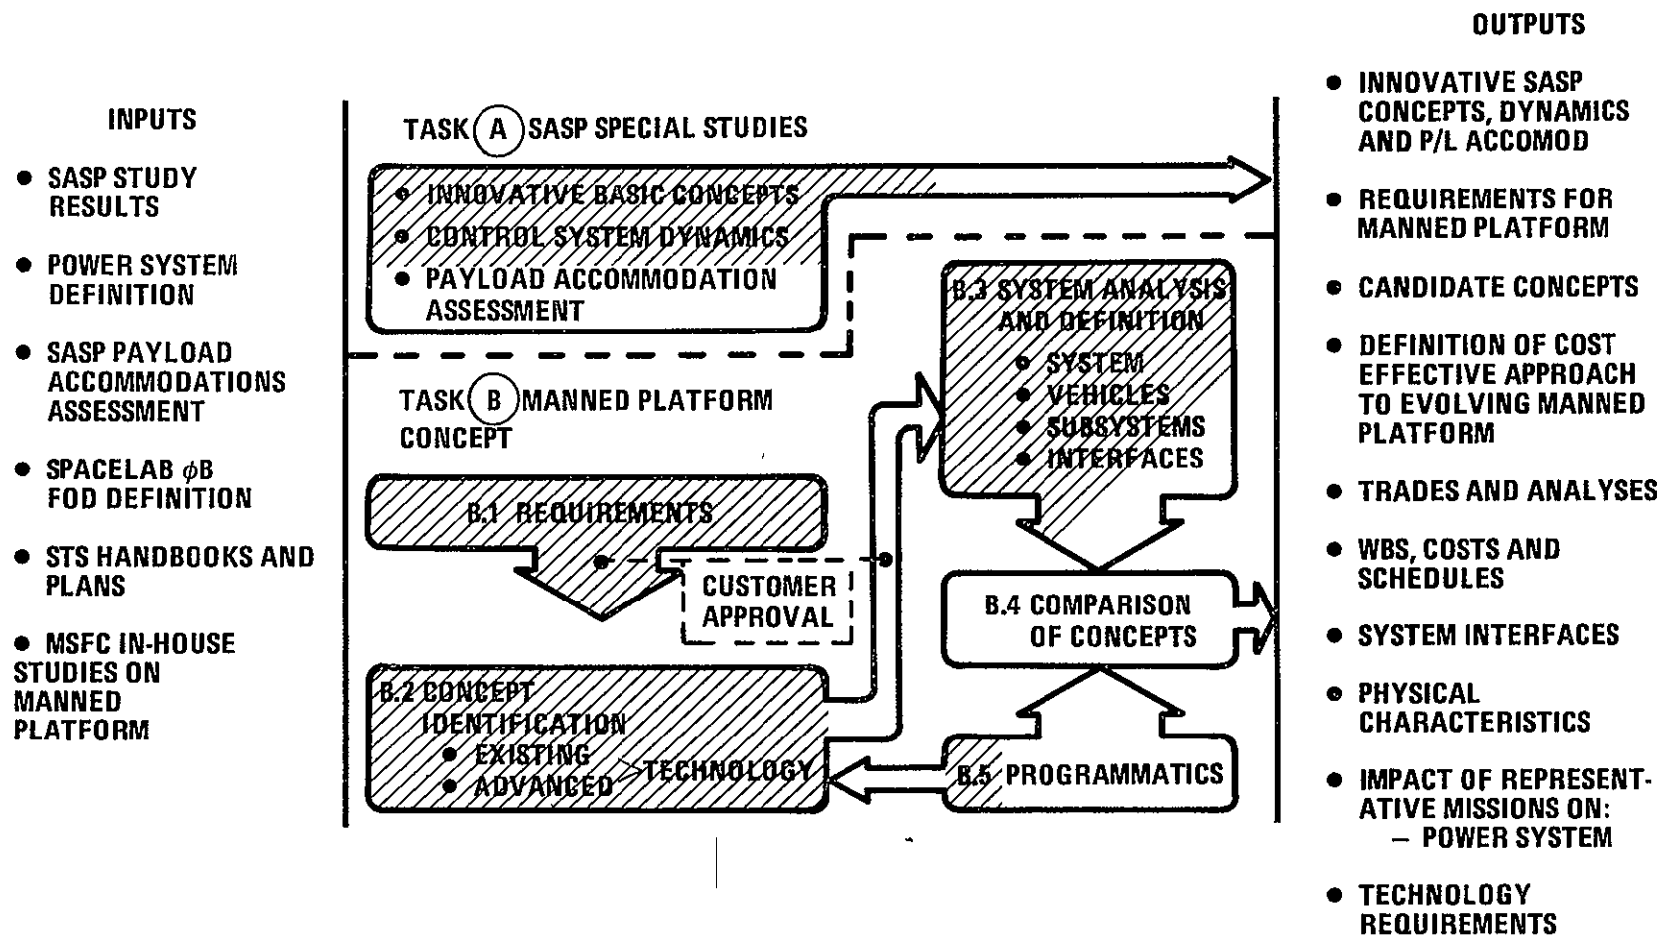 INPUTS
● SASP STUDY
RESULTS
● POWER SYSTEM
DEFINITION
● SASP PAYLOAD
ACCOMMODATIONS
ASSESSMENT
● SPACELAB φB
FOD DEFINITION
● STS HANDBOOKS AND
PLANS
● MSFC IN-HOUSE
STUDIES ON
MANNED
PLATFORM
TASK A SASP SPECIAL STUDIES
● INNOVATIVE BASIC CONCEPTS
● CONTROL SYSTEM DYNAMICS
● PAYLOAD ACCOMMODATION
ASSESSMENT
TASK B MANNED PLATFORM
CONCEPT
B.1 REQUIREMENTS
CUSTOMER
APPROVAL
B.2 CONCEPT
IDENTIFICATION
● EXISTING
● ADVANCED
TECHNOLOGY
B.3 SYSTEM ANALYSIS
AND DEFINITION
● SYSTEM
● VEHICLES
● SUBSYSTEMS
● INTERFACES
B.4 COMPARISON
OF CONCEPTS
B.5 PROGRAMMATICS
OUTPUTS
● INNOVATIVE SASP
CONCEPTS, DYNAMICS
AND P/L ACCOMOD
● REQUIREMENTS FOR
MANNED PLATFORM
● CANDIDATE CONCEPTS
● DEFINITION OF COST
EFFECTIVE APPROACH
TO EVOLVING MANNED
PLATFORM
● TRADES AND ANALYSES
● WBS, COSTS AND
SCHEDULES
● SYSTEM INTERFACES
● PHYSICAL
CHARACTERISTICS
● IMPACT OF REPRESENT-
ATIVE MISSIONS ON:
– POWER SYSTEM
● TECHNOLOGY
REQUIREMENTS